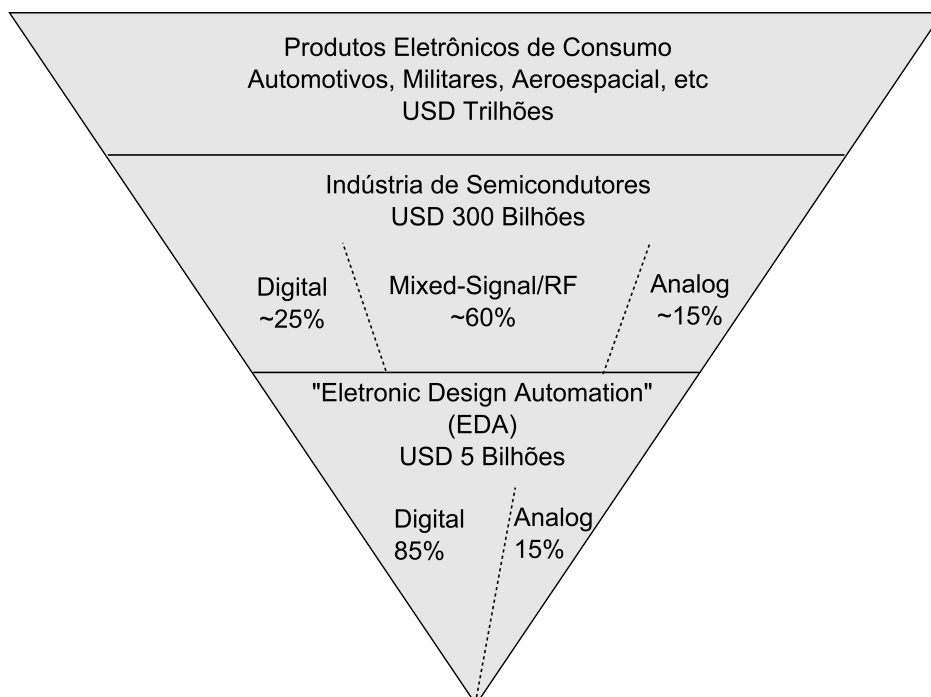 Produtos Eletrônicos de Consumo
Automotivos, Militares, Aeroespacial, etc
USD Trilhões
Indústria de Semicondutores
USD 300 Bilhões
Digital
~25%
Mixed-Signal/RF
~60%
Analog
~15%
"Eletronic Design Automation"
(EDA)
USD 5 Bilhões
Digital
85%
Analog
15%